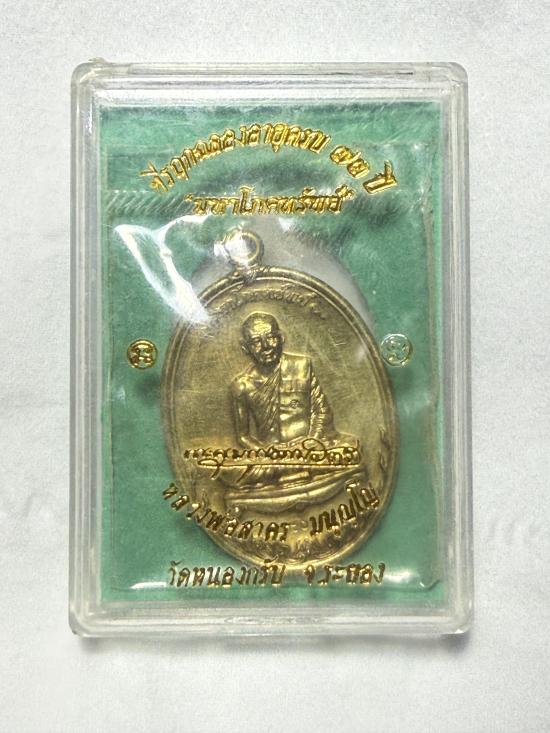 ที่ระฤกฉลองอายุครบ ๗๓ ปี
"มหาโภคทรัพย์"
หลวงพ่อสาคร มนุญฺโญ
วัดหนองกรับ จ.ระยอง